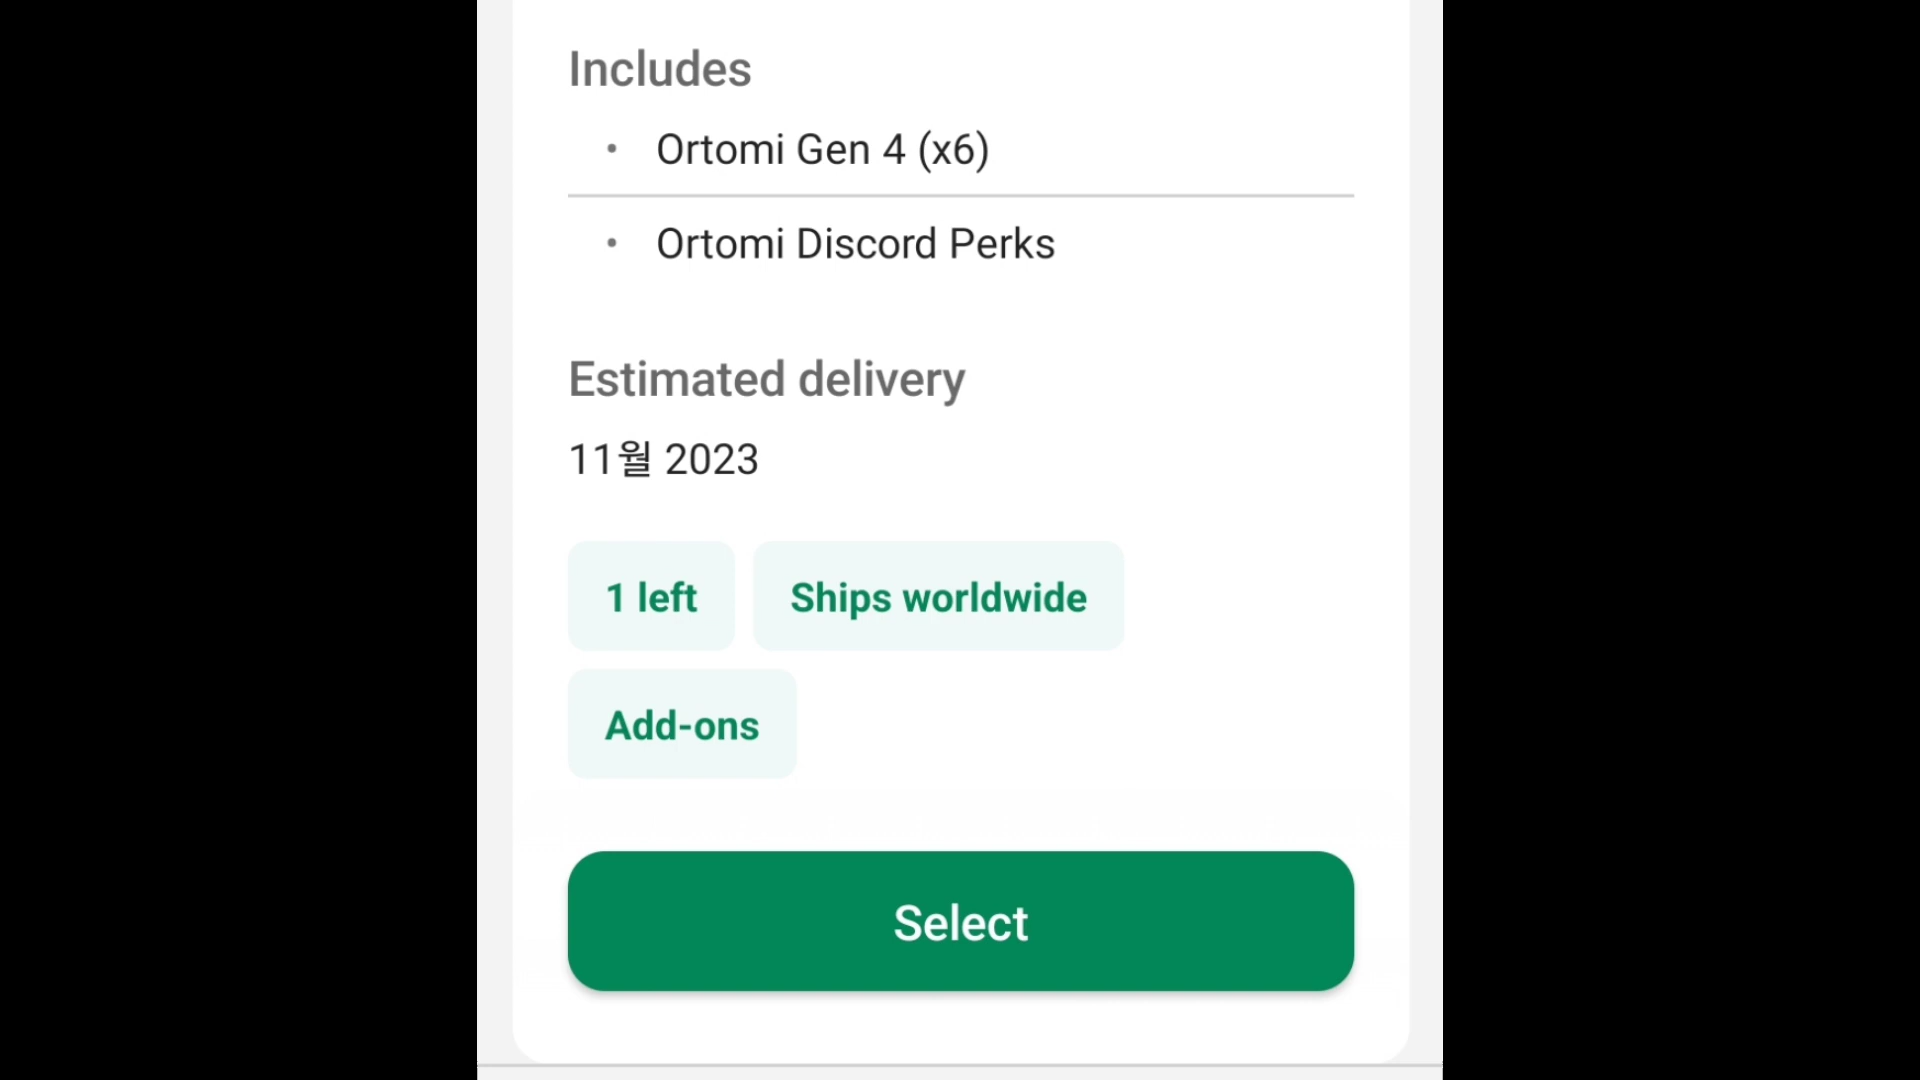 Includes
• Ortomi Gen 4 (x6)
• Ortomi Discord Perks
Estimated delivery
11월 2023
1 left
Ships worldwide
Add-ons
Select